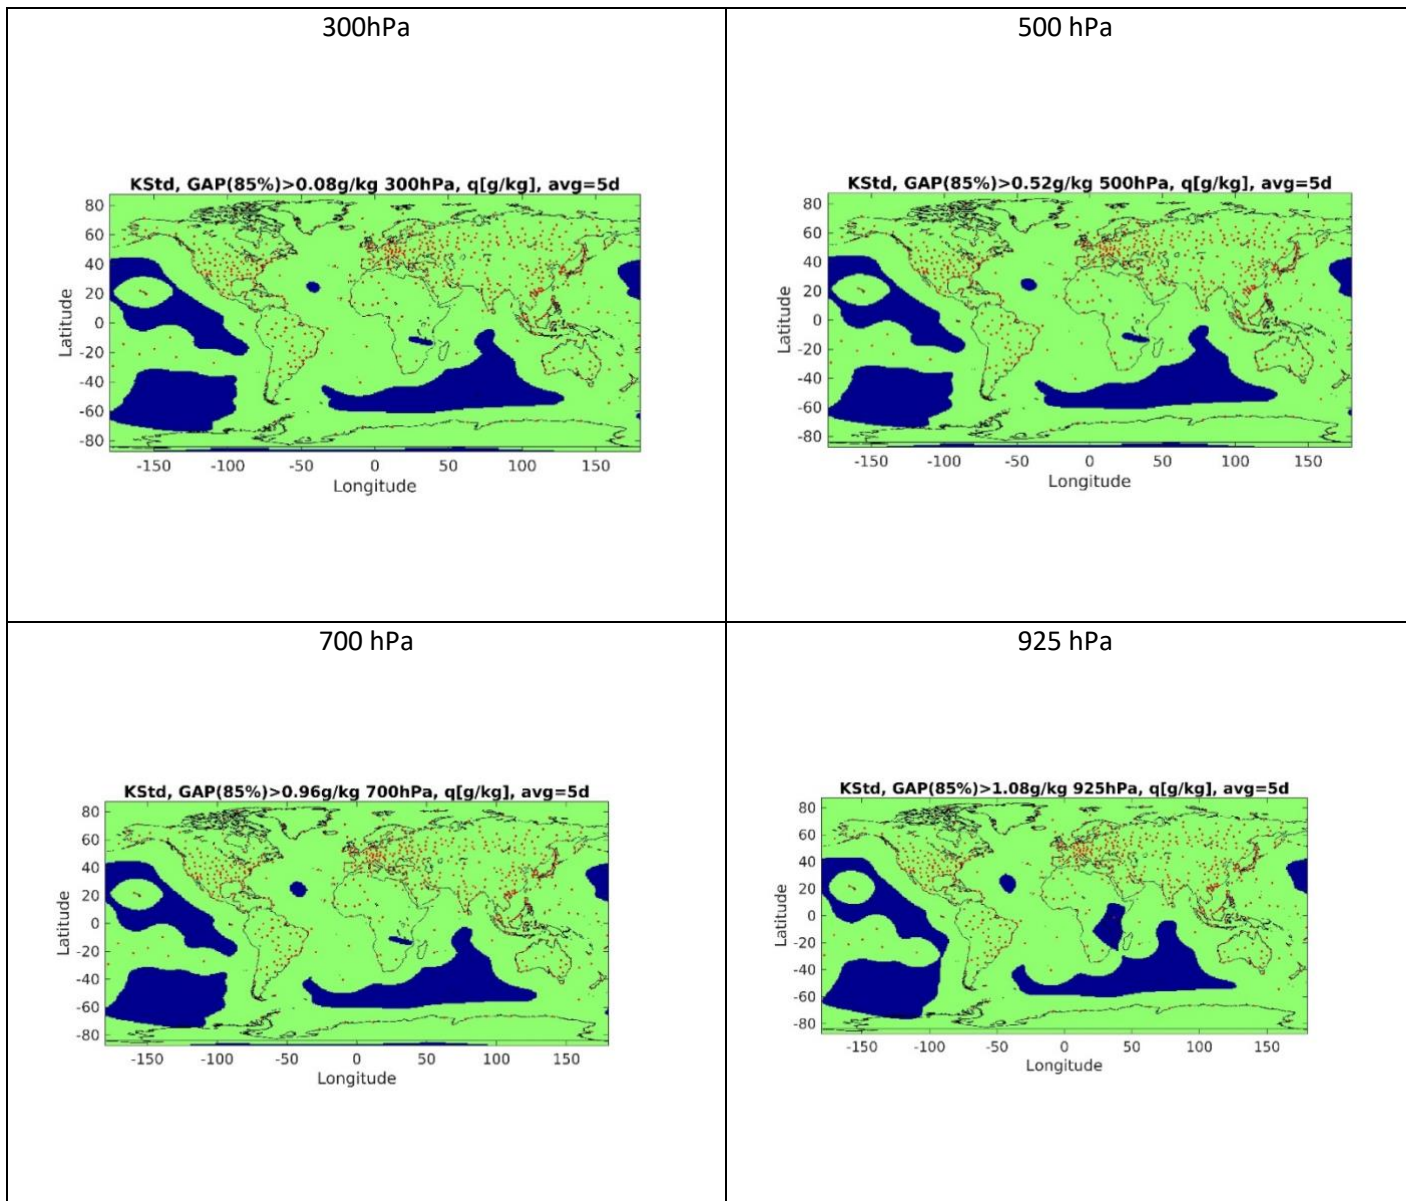 300hPa
KStd, GAP(85%)>0.08g/kg 300hPa, q[g/kg], avg=5d
80
60
40
20
0
-20
-40
-60
-80
Latitude
-150 -100 -50 0 50 100 150
Longitude
500 hPa
KStd, GAP(85%)>0.52g/kg 500hPa, q[g/kg], avg=5d
80
60
40
20
0
-20
-40
-60
-80
Latitude
-150 -100 -50 0 50 100 150
Longitude
700 hPa
KStd, GAP(85%)>0.96g/kg 700hPa, q[g/kg], avg=5d
80
60
40
20
0
-20
-40
-60
-80
Latitude
-150 -100 -50 0 50 100 150
Longitude
925 hPa
KStd, GAP(85%)>1.08g/kg 925hPa, q[g/kg], avg=5d
80
60
40
20
0
-20
-40
-60
-80
Latitude
-150 -100 -50 0 50 100 150
Longitude